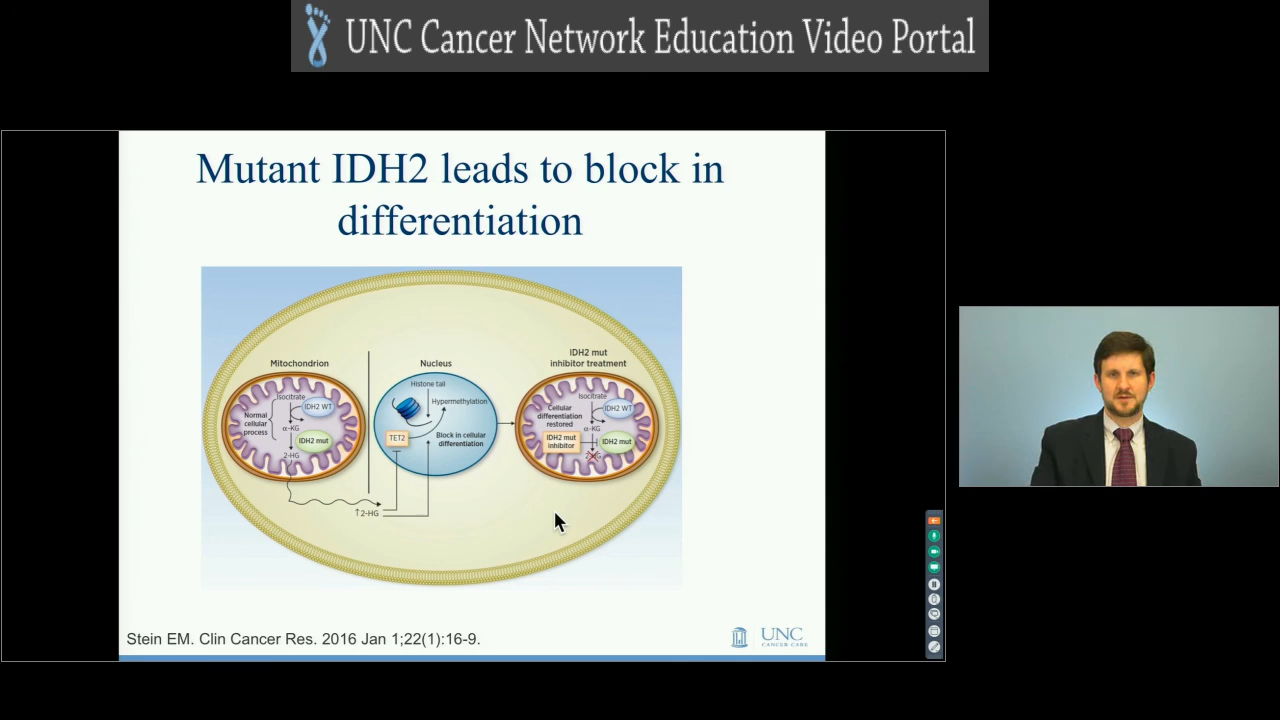 UNC Cancer Network Education Video Portal
Mutant IDH2 leads to block in
differentiation
Mitochondrion
Isocitrate
IDH2 WT
Normal
cellular
process
α-KG
IDH2 mut
2-HG
↑2-HG
Nucleus
Histone tail
Hypermethylation
TET2
Block in cellular
differentiation
IDH2 mut
inhibitor treatment
Isocitrate
IDH2 WT
Cellular
differentiation
restored
α-KG
IDH2 mut
inhibitor
IDH2 mut
2-HG
Stein EM. Clin Cancer Res. 2016 Jan 1;22(1):16-9.
UNC
CANCER CARE